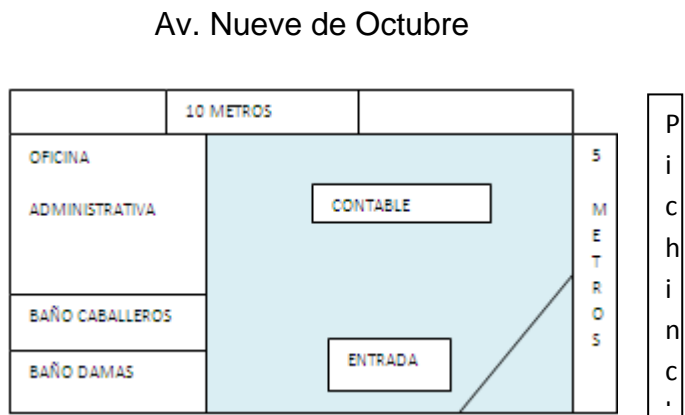 Av. Nueve de Octubre
10 METROS
OFICINA
ADMINISTRATIVA
CONTABLE
BAÑO CABALLEROS
BAÑO DAMAS
ENTRADA
5
M
E
T
R
O
S
P
i
c
h
i
n
c